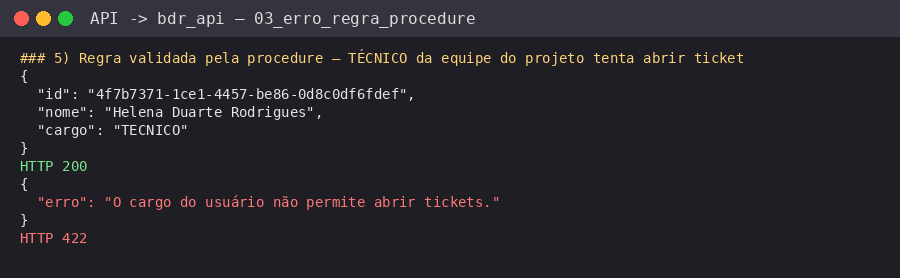 API -> bdr_api — 03_erro_regra_procedure
### 5) Regra validada pela procedure — TÉCNICO da equipe do projeto tenta abrir ticket
{
  "id": "4f7b7371-1ce1-4457-be86-0d8c0df6fdef",
  "nome": "Helena Duarte Rodrigues",
  "cargo": "TECNICO"
}
HTTP 200
{
  "erro": "O cargo do usuário não permite abrir tickets."
}
HTTP 422